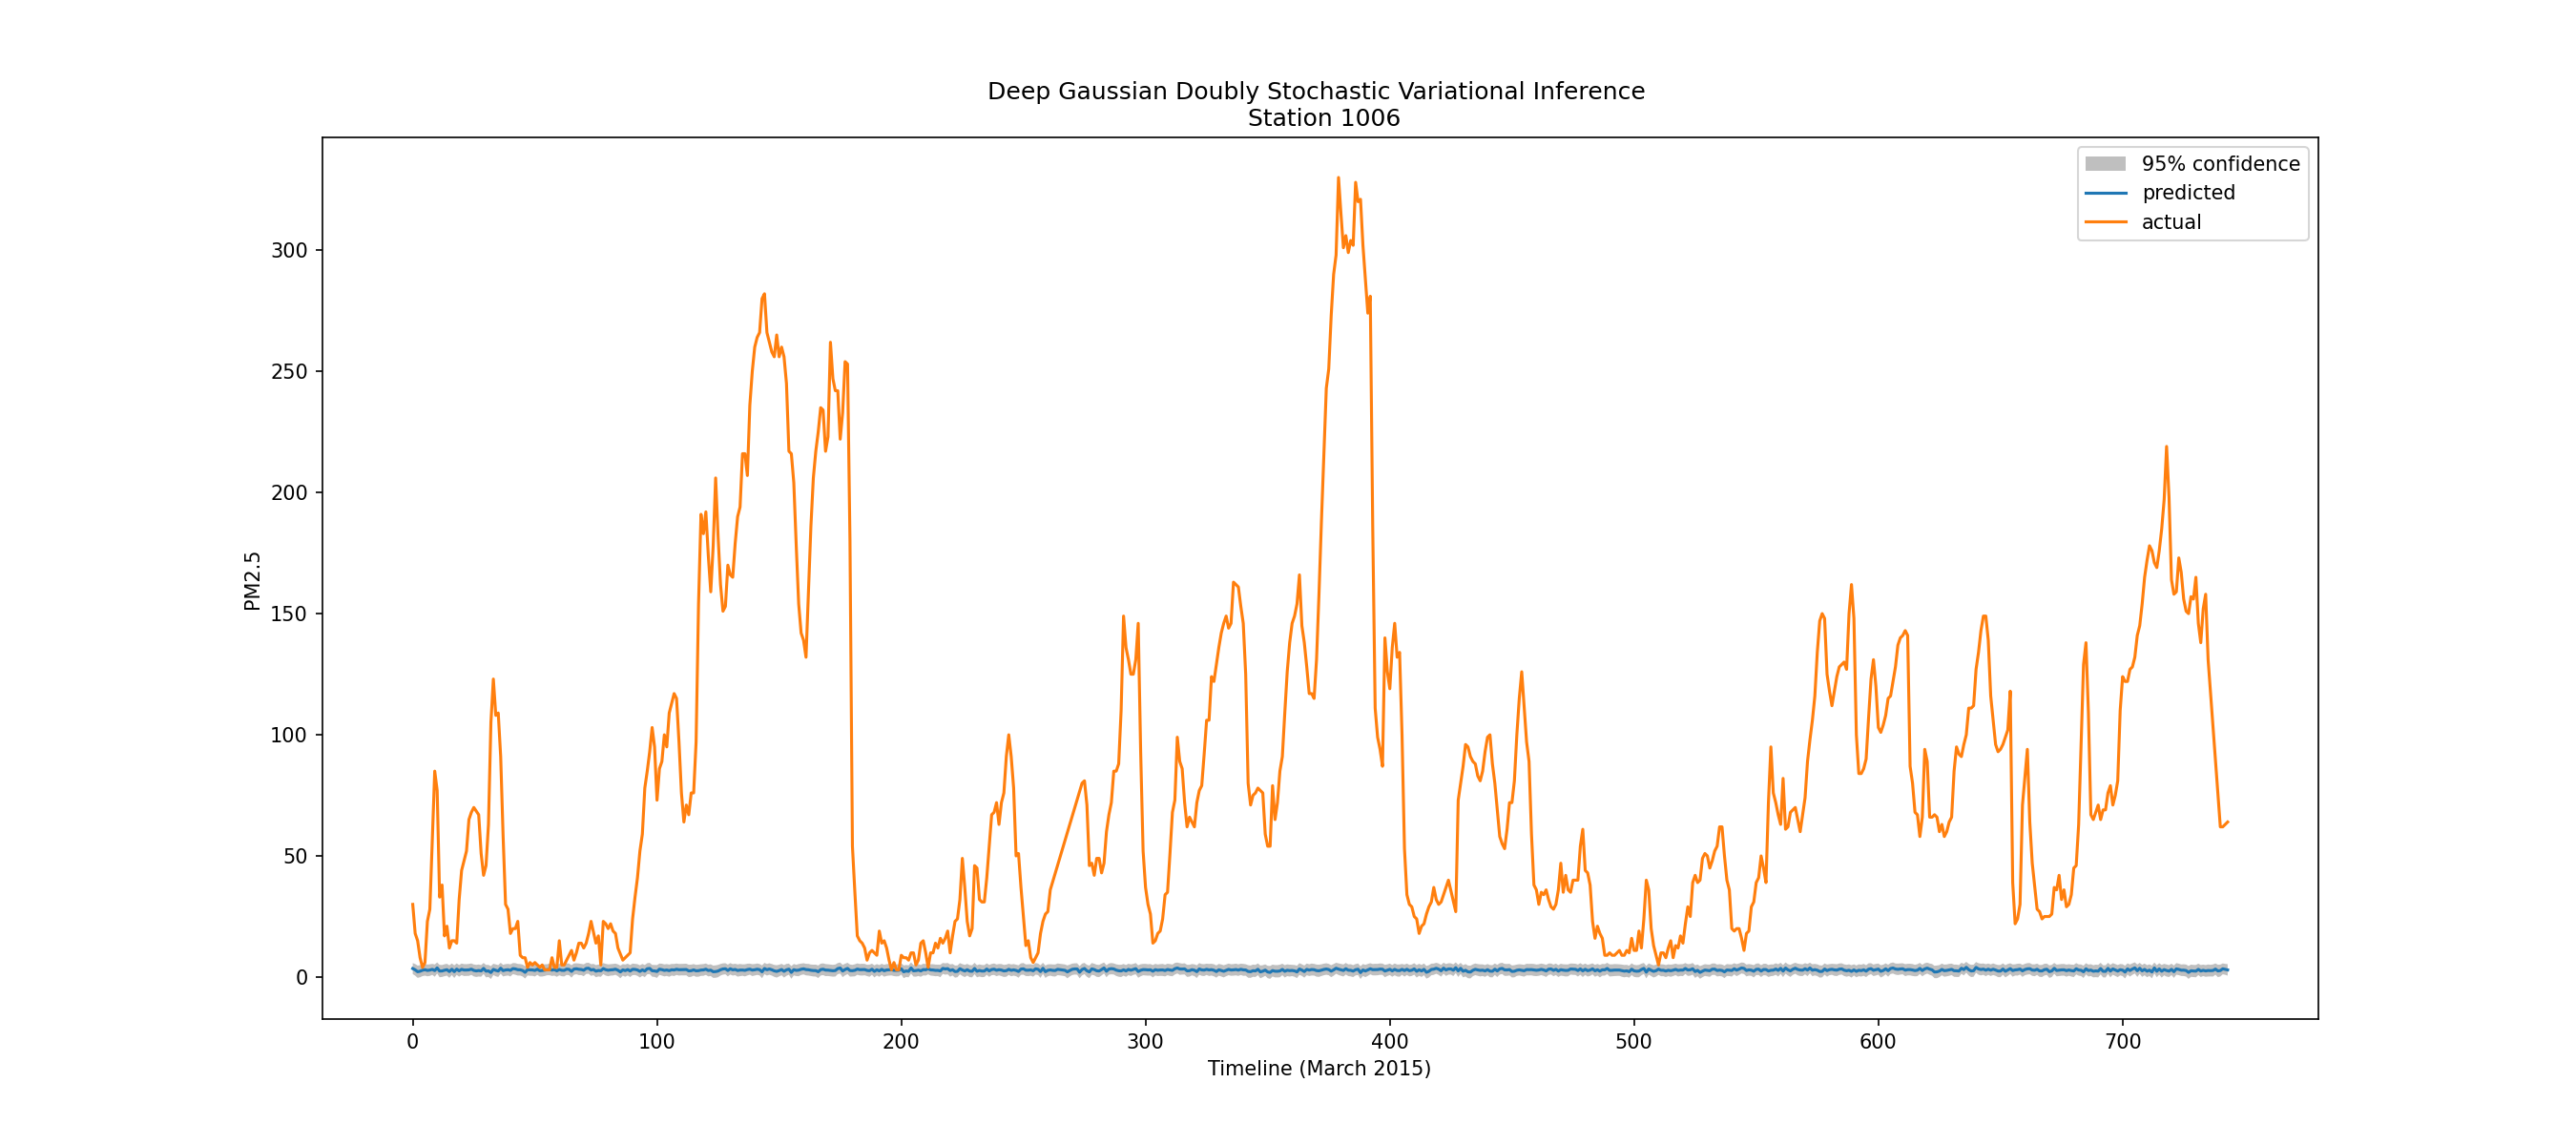 Deep Gaussian Doubly Stochastic Variational Inference
Station 1006
95% confidence
predicted
actual
300
250
200
150
100
50
0
PM2.5
0 100 200 300 400 500 600 700
Timeline (March 2015)